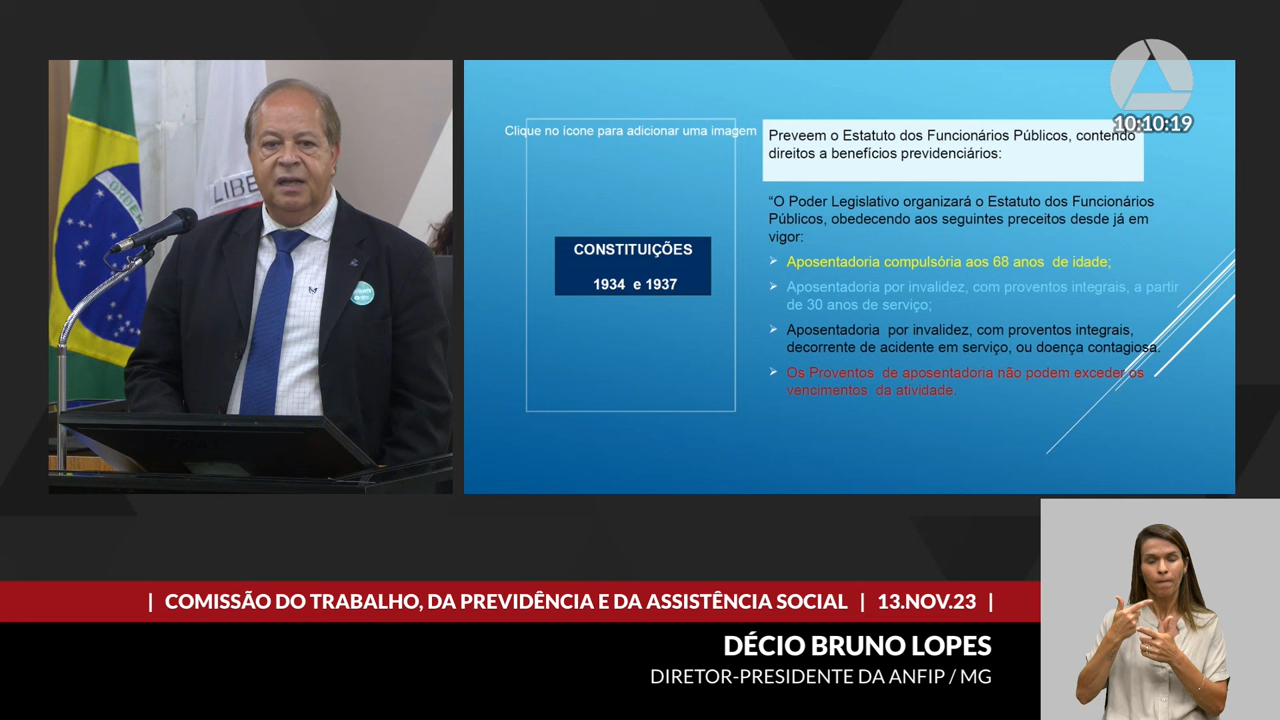 10:10:19
ORDEM
LIBE
Clique no ícone para adicionar uma imagem
CONSTITUIÇÕES
1934 e 1937
Preveem o Estatuto dos Funcionários Públicos, contendo
direitos a benefícios previdenciários:
“O Poder Legislativo organizará o Estatuto dos Funcionários
Públicos, obedecendo aos seguintes preceitos desde já em
vigor:
Aposentadoria compulsória aos 68 anos de idade;
Aposentadoria por invalidez, com proventos integrais, a partir
de 30 anos de serviço;
Aposentadoria por invalidez, com proventos integrais,
decorrente de acidente em serviço, ou doença contagiosa.
Os Proventos de aposentadoria não podem exceder os
vencimentos da atividade.
| COMISSÃO DO TRABALHO, DA PREVIDÊNCIA E DA ASSISTÊNCIA SOCIAL | 13.NOV.23 |
DÉCIO BRUNO LOPES
DIRETOR-PRESIDENTE DA ANFIP / MG